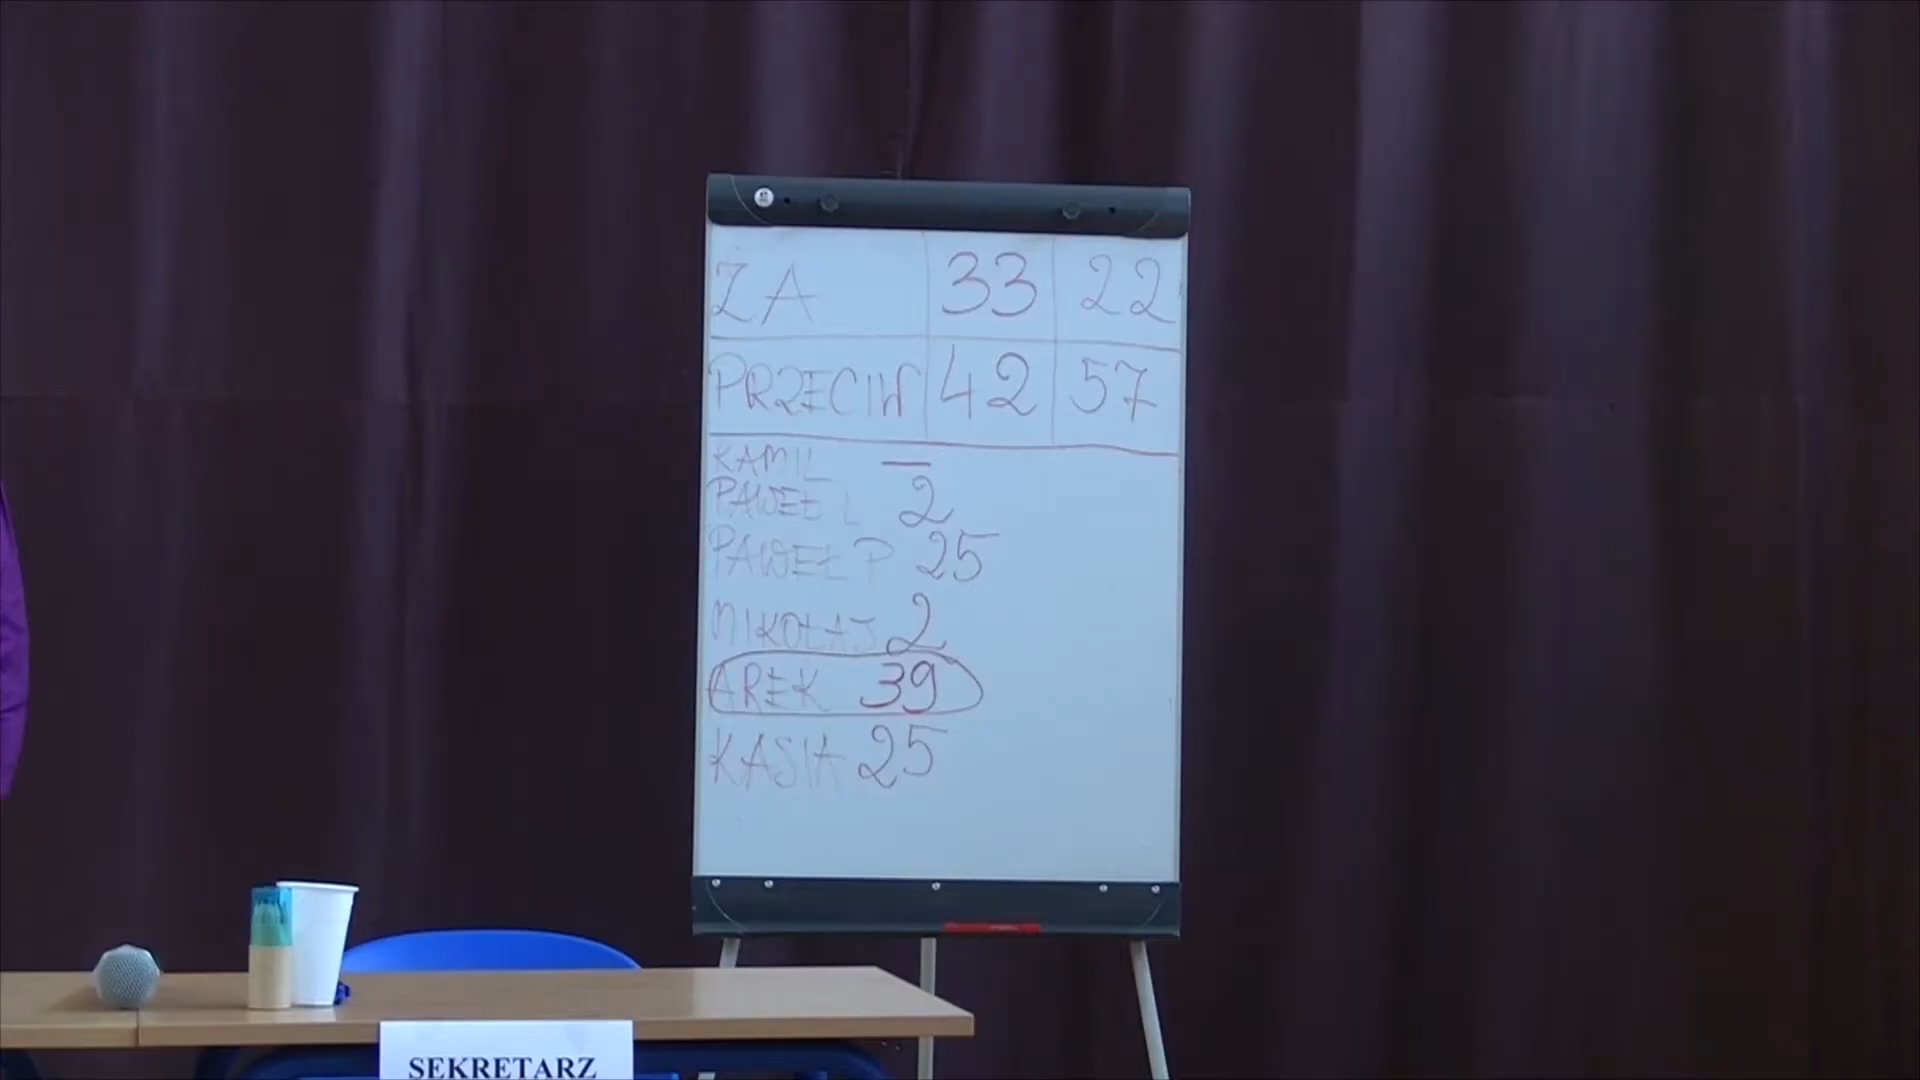 ZA 33 22
PRZECIW 42 57
KAMIL —
PAWEŁ L 2
PAWEŁ P 25
MIKOŁAJ 2
AREK 39
KASIA 25
SEKRETARZ